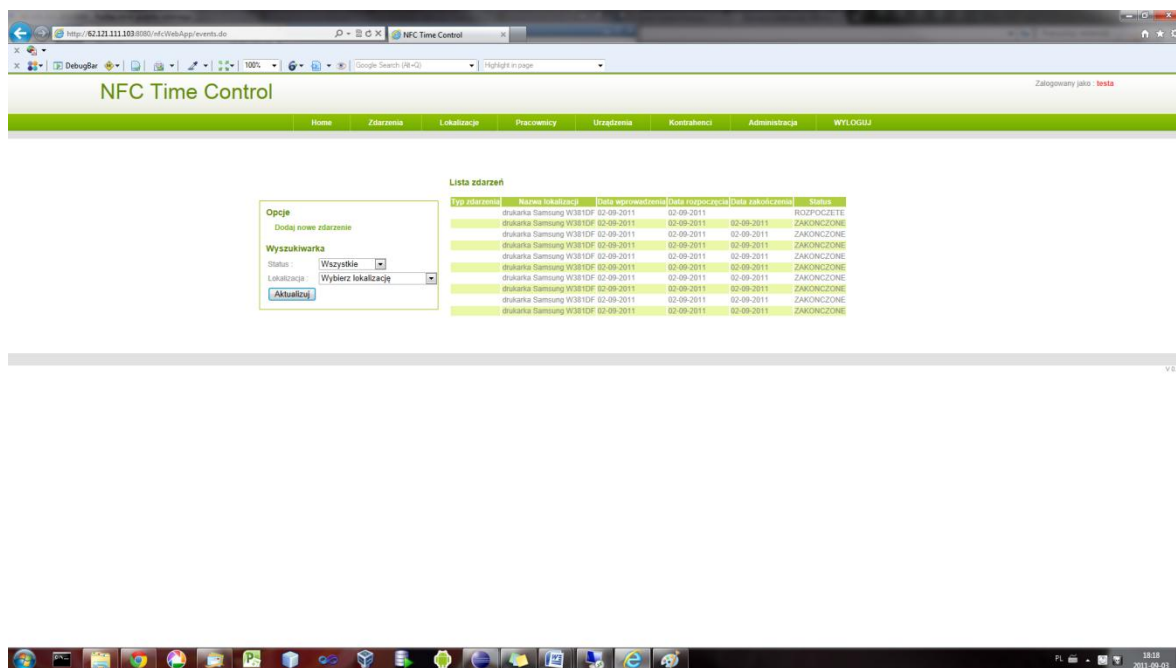 http://62.121.111.103:8080/nfcWebApp/events.do
NFC Time Control
DebugBar
100%
Google Search (Alt+G)
Highlight in page
NFC Time Control
Zalogowany jako : testa
Home Zdarzenia Lokalizacje Pracownicy Urządzenia Kontrahenci Administracja WYLOGUJ
Lista zdarzeń
Opcje
Dodaj nowe zdarzenie
Wyszukiwarka
Status : Wszystkie
Lokalizacja : Wybierz lokalizację
Aktualizuj
Typ zdarzenia Nazwa lokalizacji Data wprowadzenia Data rozpoczęcia Data zakończenia Status
drukarka Samsung W381DF 02-09-2011 02-09-2011 ROZPOCZETE
drukarka Samsung W381DF 02-09-2011 02-09-2011 02-09-2011 ZAKONCZONE
drukarka Samsung W381DF 02-09-2011 02-09-2011 02-09-2011 ZAKONCZONE
drukarka Samsung W381DF 02-09-2011 02-09-2011 02-09-2011 ZAKONCZONE
drukarka Samsung W381DF 02-09-2011 02-09-2011 02-09-2011 ZAKONCZONE
drukarka Samsung W381DF 02-09-2011 02-09-2011 02-09-2011 ZAKONCZONE
drukarka Samsung W381DF 02-09-2011 02-09-2011 02-09-2011 ZAKONCZONE
drukarka Samsung W381DF 02-09-2011 02-09-2011 02-09-2011 ZAKONCZONE
drukarka Samsung W381DF 02-09-2011 02-09-2011 02-09-2011 ZAKONCZONE
drukarka Samsung W381DF 02-09-2011 02-09-2011 02-09-2011 ZAKONCZONE
PL
18:18
2011-09-03